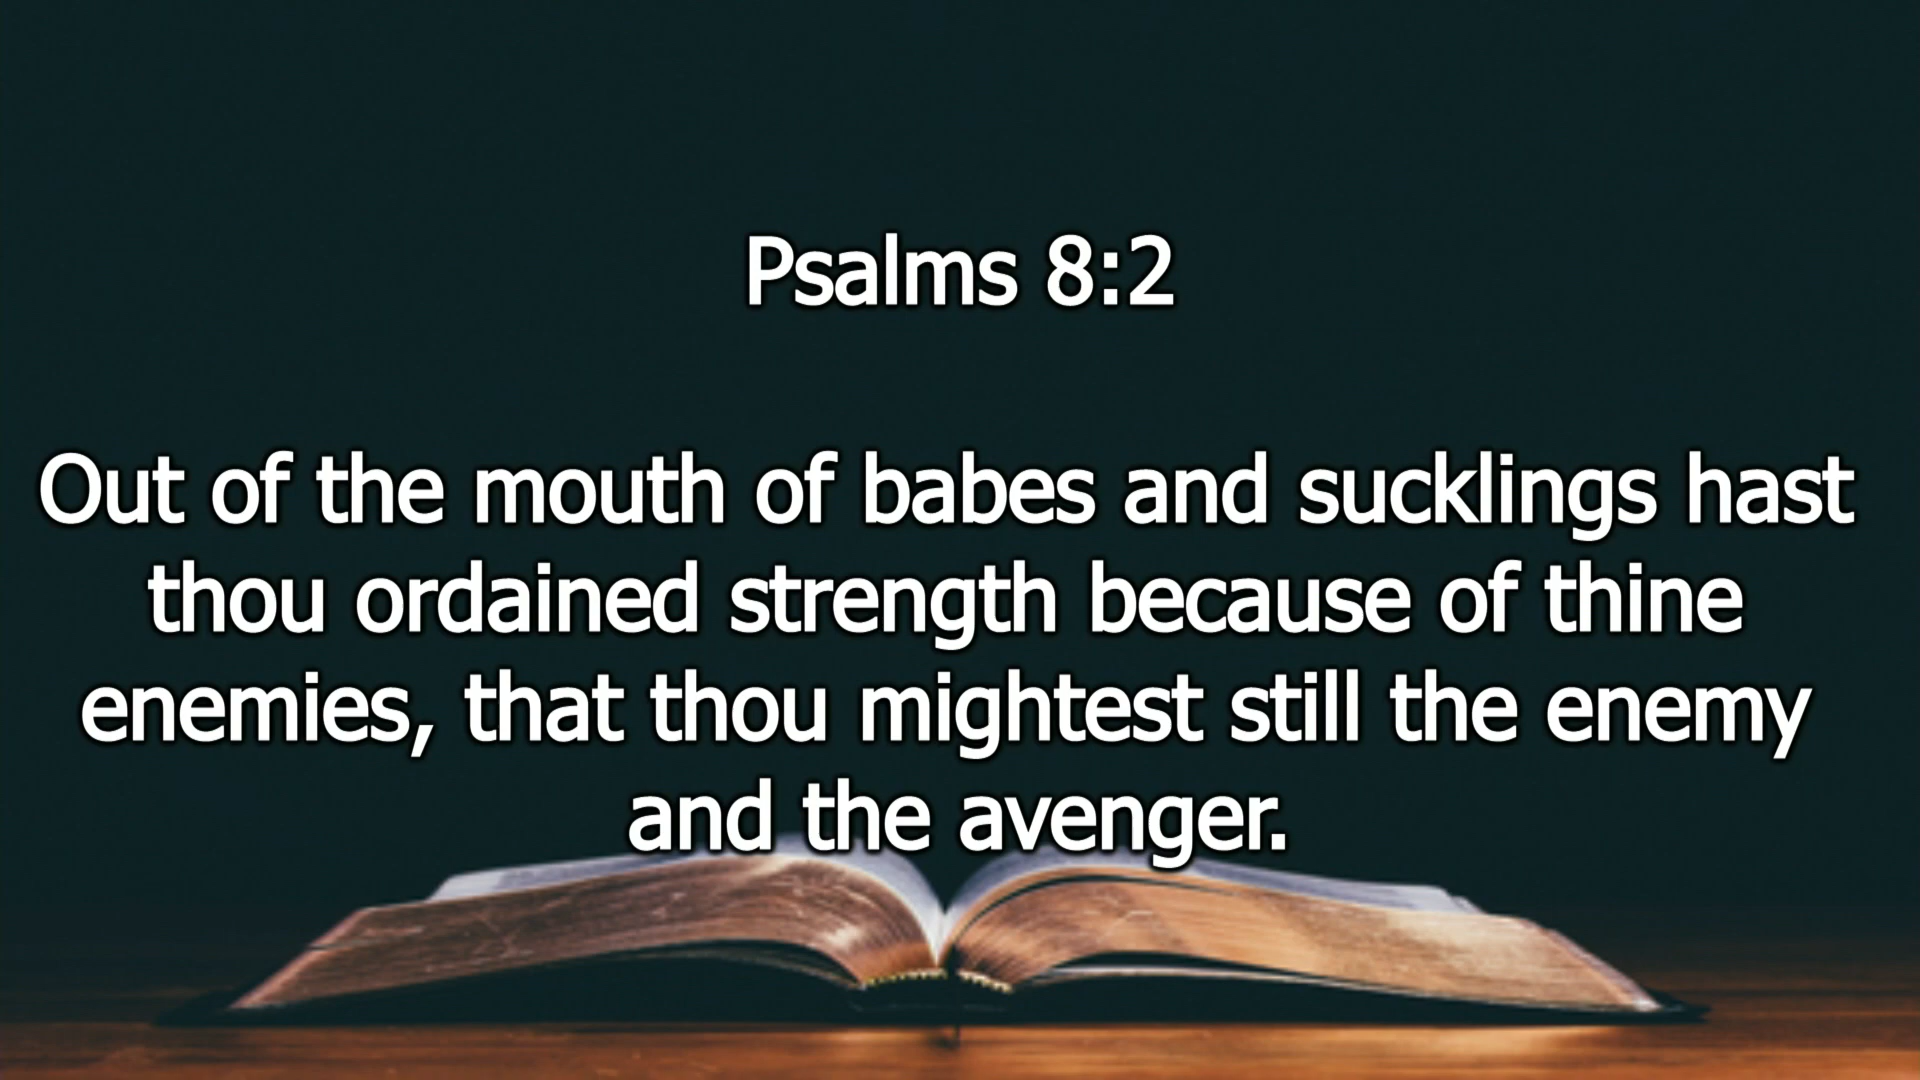 Psalms 8:2
Out of the mouth of babes and sucklings hast
thou ordained strength because of thine
enemies, that thou mightest still the enemy
and the avenger.